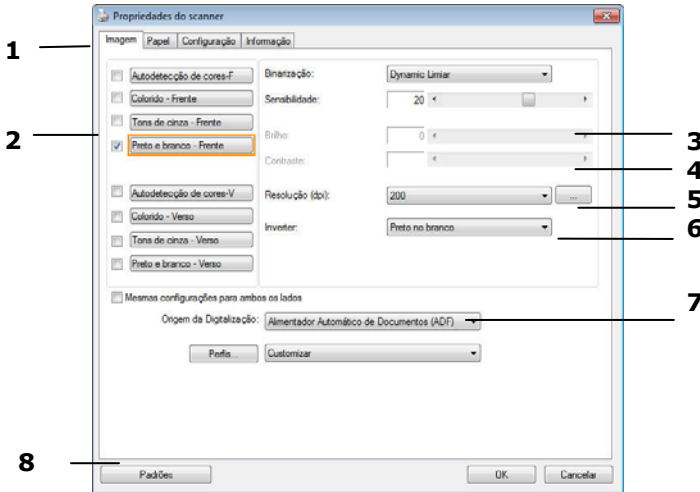 Propriedades do scanner
1
Imagem Papel Configuração Informação
Autodetecção de cores-F
Binarização: Dynamic Limiar
Colorido - Frente
Sensibilidade: 20
Tons de cinza - Frente
2
Brilho: 0
3
Preto e branco - Frente
Contraste:
4
Autodetecção de cores-V
Resolução (dpi): 200 ...
5
Colorido - Verso
Inverter: Preto no branco
6
Tons de cinza - Verso
Preto e branco - Verso
Mesmas configurações para ambos os lados
7
Origem da Digitalização: Alimentador Automático de Documentos (ADF)
Perfis... Customizar
8
Padrões OK Cancelar